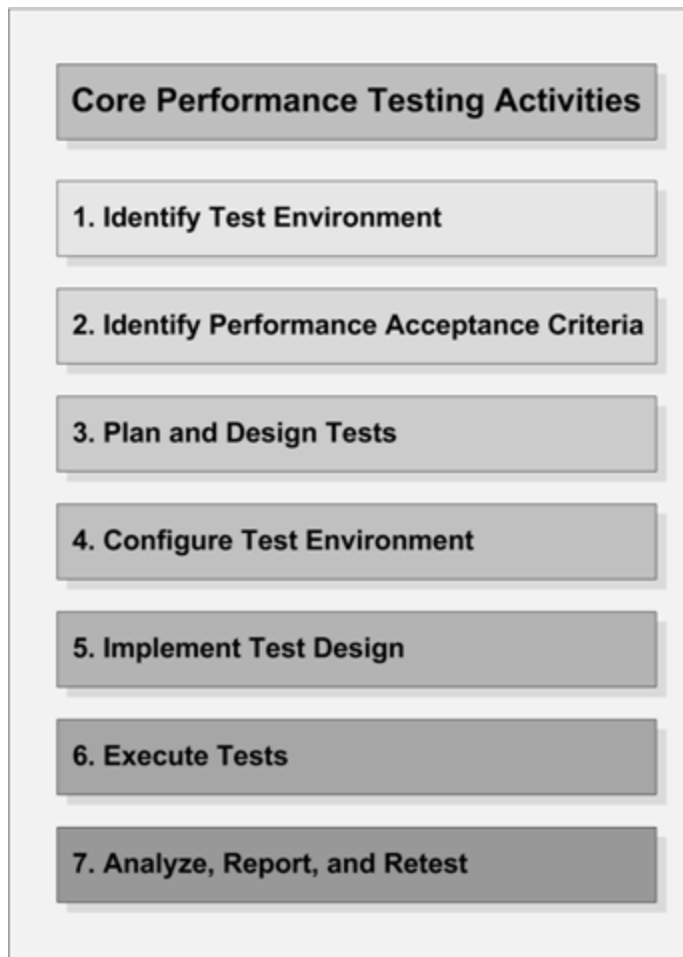 Core Performance Testing Activities
1. Identify Test Environment
2. Identify Performance Acceptance Criteria
3. Plan and Design Tests
4. Configure Test Environment
5. Implement Test Design
6. Execute Tests
7. Analyze, Report, and Retest